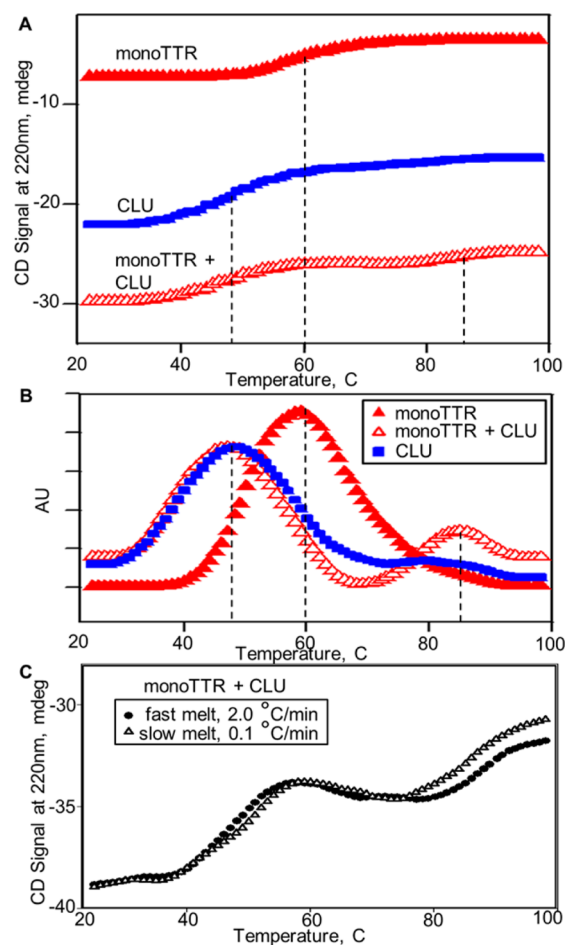 A
monoTTR
-10
CD Signal at 220nm, mdeg
CLU
-20
monoTTR +
CLU
-30
20 40 60 80 100
Temperature, C
B
monoTTR
monoTTR + CLU
CLU
AU
20 40 60 80 100
Temperature, C
C
monoTTR + CLU
-30
fast melt, 2.0 °C/min
slow melt, 0.1 °C/min
CD Signal at 220nm, mdeg
-35
-40
20 40 60 80 100
Temperature, C